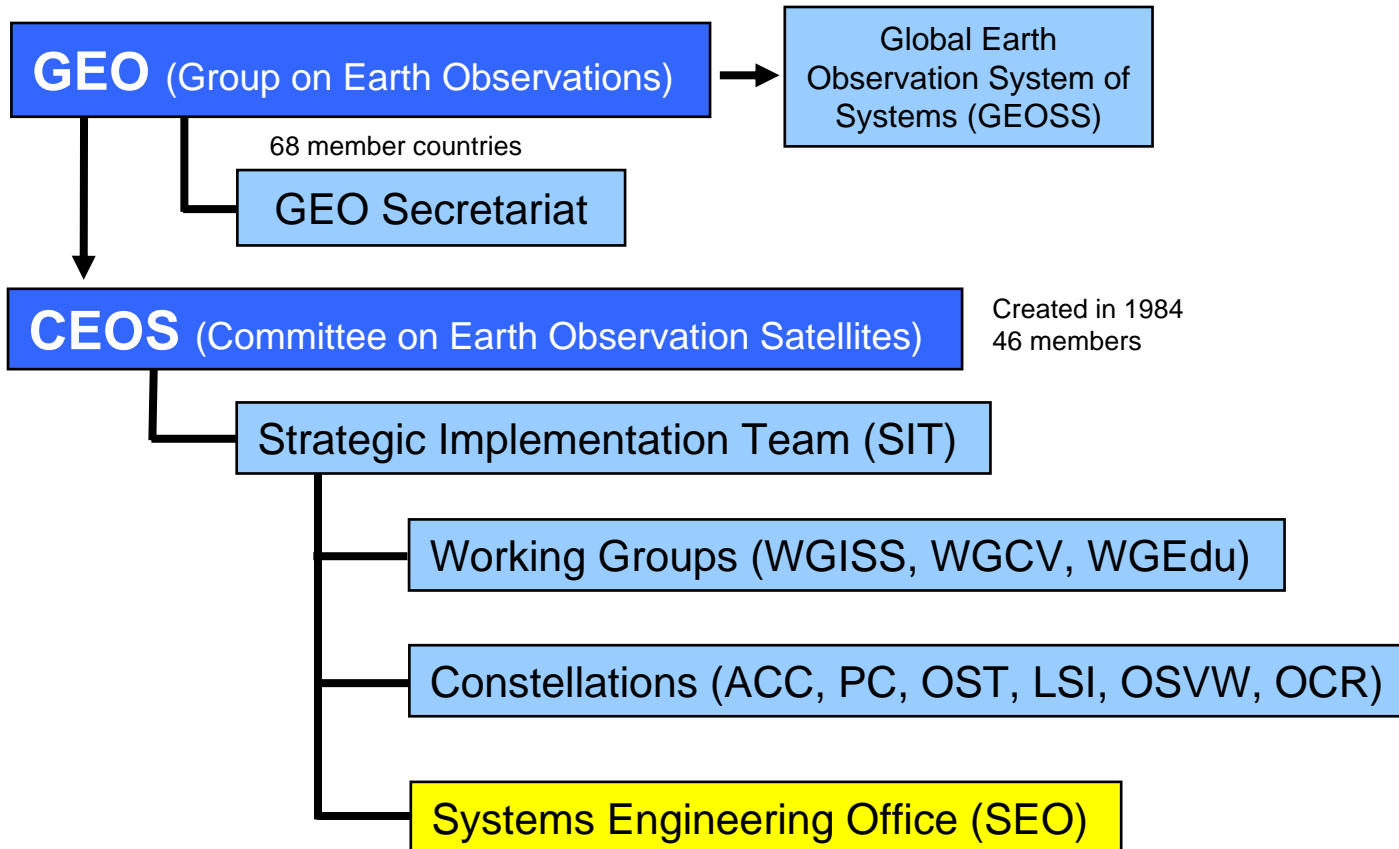 GEO (Group on Earth Observations)
Global Earth
Observation System of
Systems (GEOSS)
68 member countries
GEO Secretariat
CEOS (Committee on Earth Observation Satellites)
Created in 1984
46 members
Strategic Implementation Team (SIT)
Working Groups (WGISS, WGCV, WGEdu)
Constellations (ACC, PC, OST, LSI, OSVW, OCR)
Systems Engineering Office (SEO)